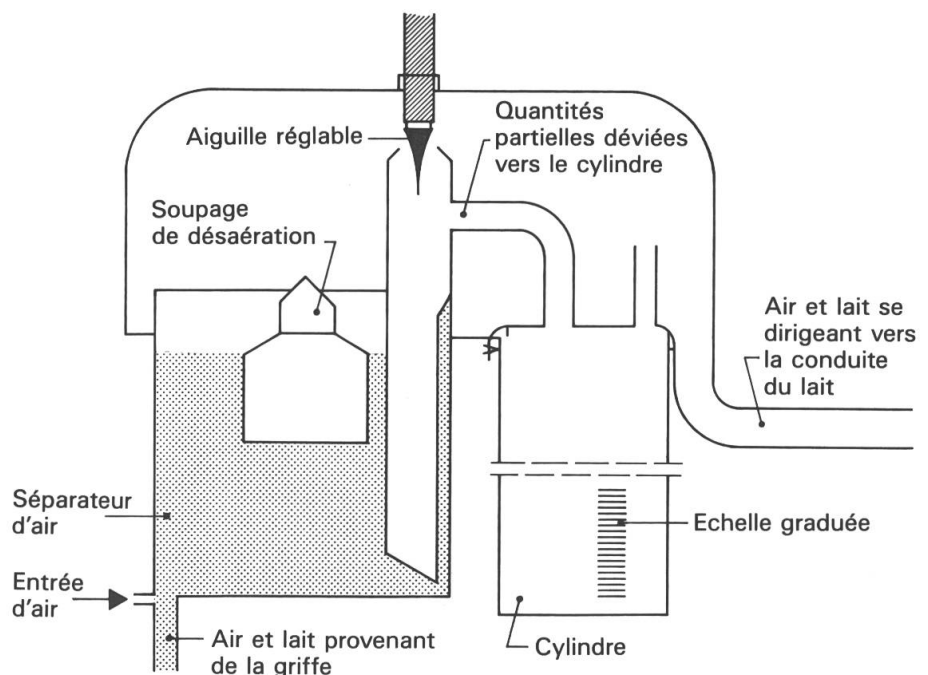 Aiguille réglable
Quantités
partielles déviées
vers le cylindre
Soupage
de désaération
Air et lait se
dirigeant vers
la conduite
du lait
Séparateur
d'air
Echelle graduée
Entrée
d'air
Air et lait provenant
de la griffe
Cylindre